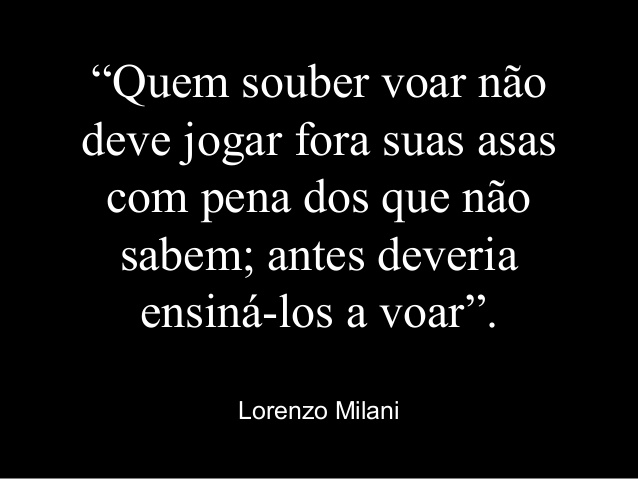 “Quem souber voar não
deve jogar fora suas asas
com pena dos que não
sabem; antes deveria
ensiná-los a voar”.
Lorenzo Milani